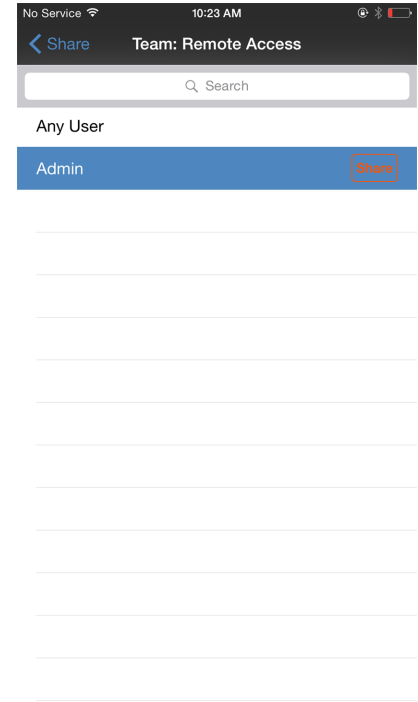 No Service 10:23 AM
Share Team: Remote Access
Search
Any User
Admin Share